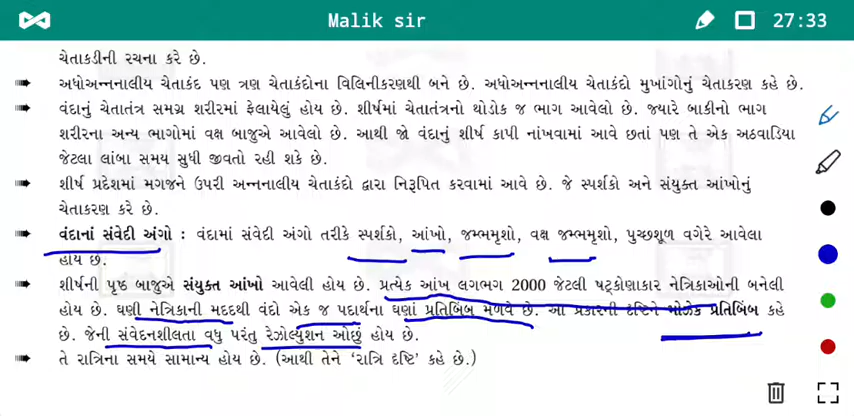 Malik sir
27:33
ચેતાકડીની રચના કરે છે.
➠ અધોઅન્નનાલીય ચેતાકંદ પણ ત્રણ ચેતાકંદોના વિલિનીકરણથી બને છે. અધોઅન્નનાલીય ચેતાકંદો મુખાંગોનું ચેતાકરણ કહે છે.
➠ વંદાનું ચેતાતંત્ર સમગ્ર શરીરમાં ફેલાયેલું હોય છે. શીર્ષમાં ચેતાતંત્રનો થોડોક જ ભાગ આવેલો છે. જ્યારે બાકીનો ભાગ
શરીરના અન્ય ભાગોમાં વક્ષ બાજુએ આવેલો છે. આથી જો વંદાનું શીર્ષ કાપી નાંખવામાં આવે છતાં પણ તે એક અઠવાડિયા
જેટલા લાંબા સમય સુધી જીવતો રહી શકે છે.
➠ શીર્ષ પ્રદેશમાં મગજને ઉપરી અન્નનાલીય ચેતાકંદો દ્વારા નિરૂપિત કરવામાં આવે છે. જે સ્પર્શકો અને સંયુક્ત આંખોનું
ચેતાકરણ કરે છે.
➠ વંદાનાં સંવેદી અંગો : વંદામાં સંવેદી અંગો તરીકે સ્પર્શકો, આંખો, જમ્ભમૃશો, વક્ષ જમ્ભમૃશો, પુચ્છશૂળ વગેરે આવેલા
હોય છે.
➠ શીર્ષની પૃષ્ઠ બાજુએ સંયુક્ત આંખો આવેલી હોય છે. પ્રત્યેક આંખ લગભગ 2000 જેટલી ષટ્કોણાકાર નેત્રિકાઓની બનેલી
હોય છે. ઘણી નેત્રિકાની મદદથી વંદો એક જ પદાર્થના ઘણાં પ્રતિબિંબ મેળવે છે. આ પ્રકારની દૃષ્ટિને મોઝેક પ્રતિબિંબ કહે
છે. જેની સંવેદનશીલતા વધુ પરંતુ રેઝોલ્યુશન ઓછું હોય છે.
➠ તે રાત્રિના સમયે સામાન્ય હોય છે. (આથી તેને ‘રાત્રિ દૃષ્ટિ’ કહે છે.)